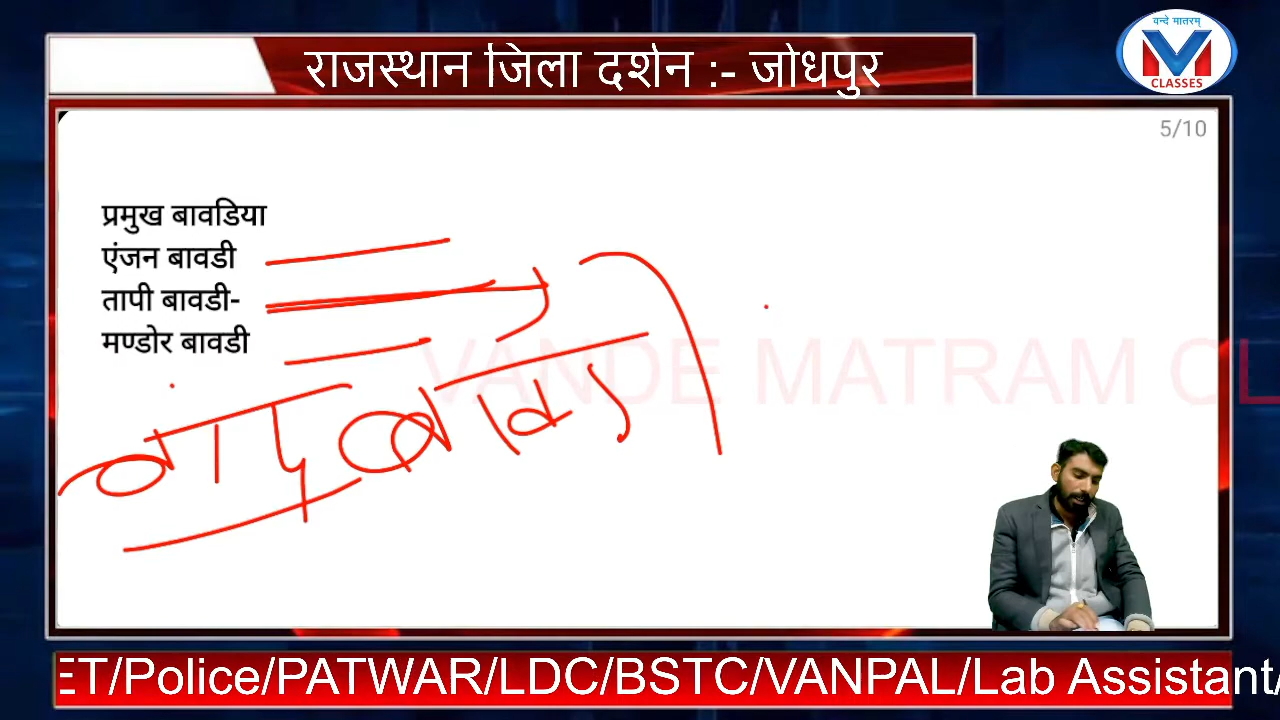 वन्दे मातरम्
CLASSES
राजस्थान जिला दर्शन :- जोधपुर
5/10
प्रमुख बावडिया
एंजन बावडी
तापी बावडी-
मण्डोर बावडी
बावडी
VANDE MATRAM CL
ET/Police/PATWAR/LDC/BSTC/VANPAL/Lab Assistant/